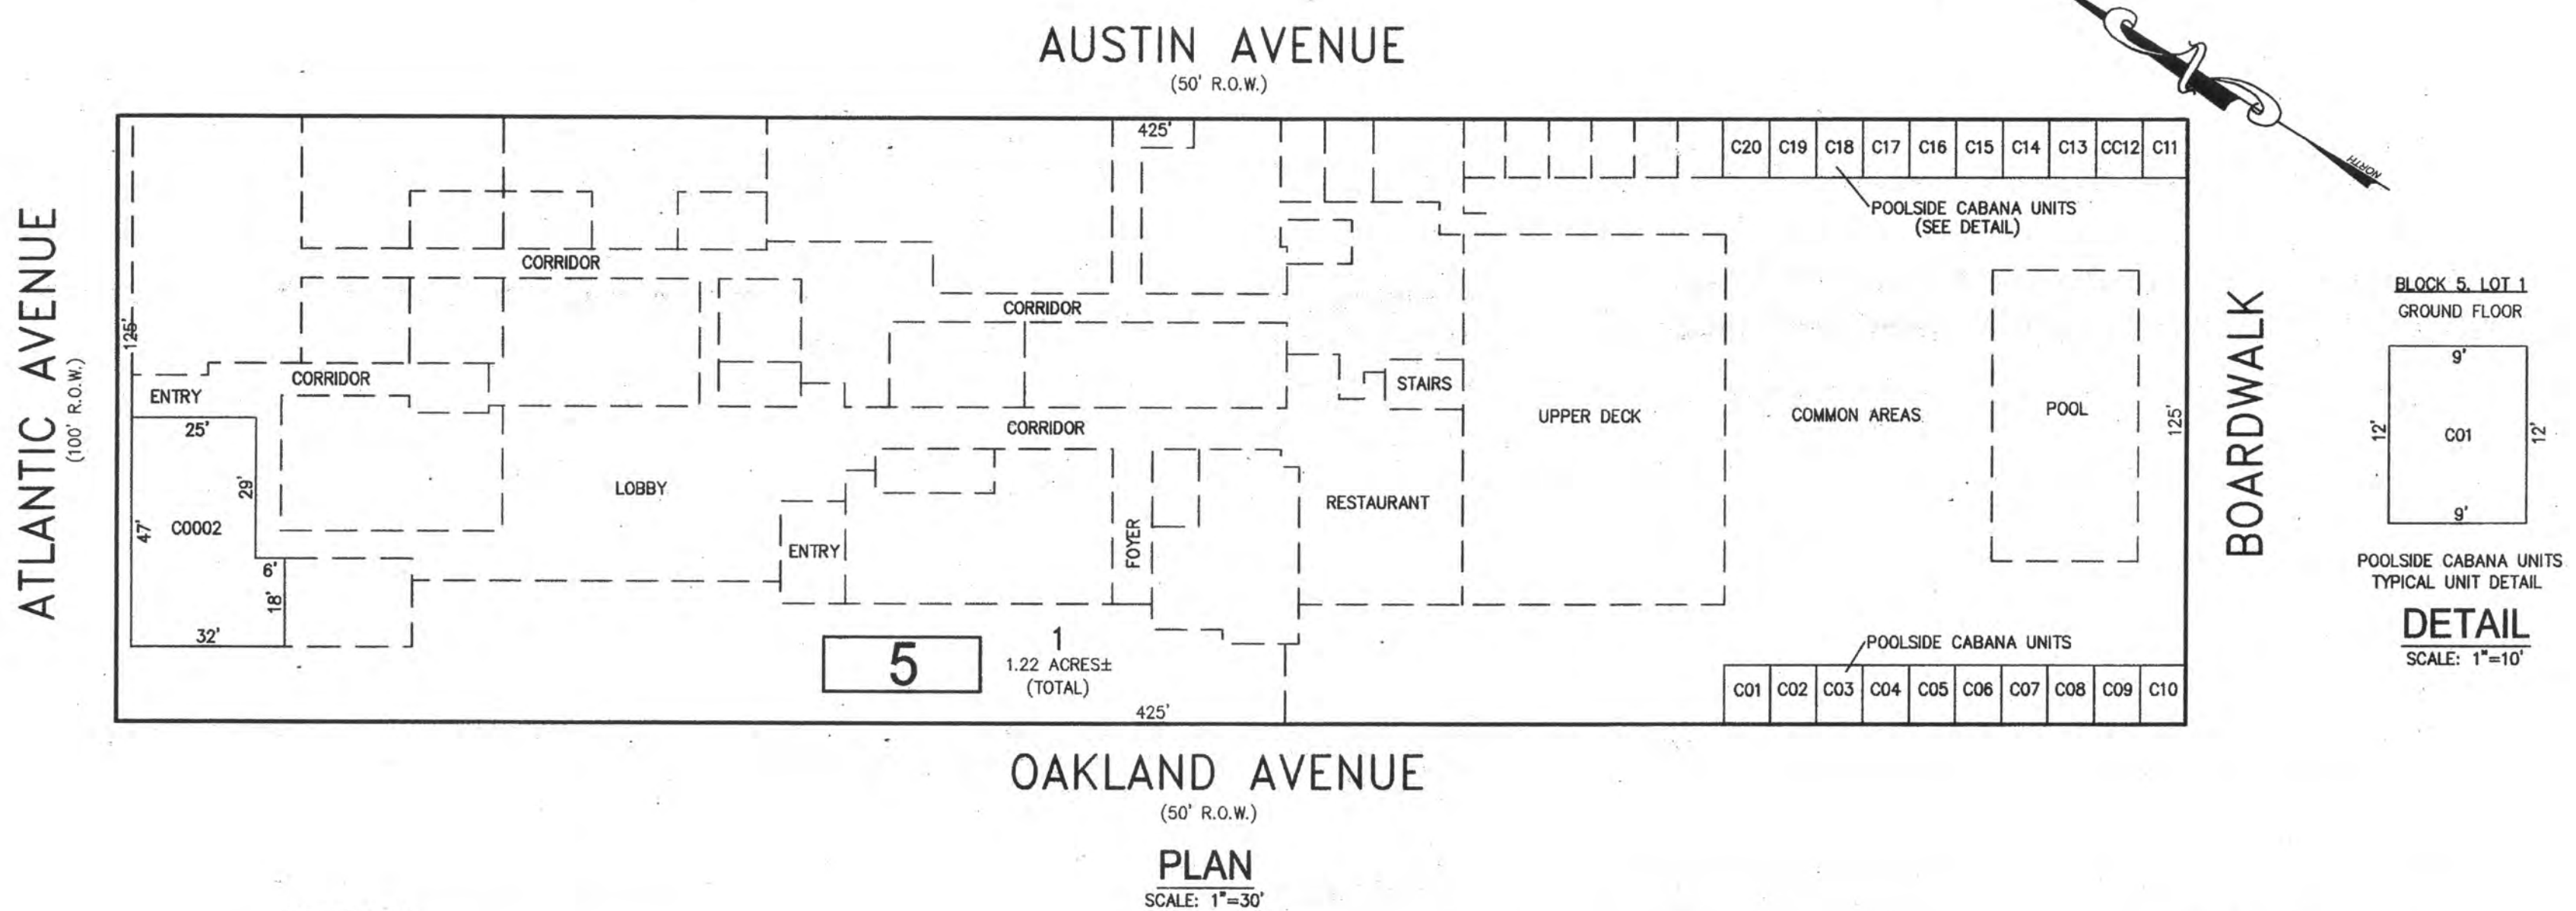 AUSTIN AVENUE
(50' R.O.W.)
NORTH
425'
C20 C19 C18 C17 C16 C15 C14 C13 CC12 C11
POOLSIDE CABANA UNITS
(SEE DETAIL)
ATLANTIC AVENUE
(100' R.O.W.)
125'
CORRIDOR
CORRIDOR
CORRIDOR
ENTRY
STAIRS
25'
CORRIDOR
UPPER DECK
COMMON AREAS
POOL
125'
BOARDWALK
29'
LOBBY
RESTAURANT
47'
C0002
ENTRY
FOYER
6'
18'
32'
5
1
1.22 ACRES±
(TOTAL)
POOLSIDE CABANA UNITS
C01 C02 C03 C04 C05 C06 C07 C08 C09 C10
425'
OAKLAND AVENUE
(50' R.O.W.)
PLAN
SCALE: 1"=30'
BLOCK 5, LOT 1
GROUND FLOOR
9'
12'
C01
12'
9'
POOLSIDE CABANA UNITS
TYPICAL UNIT DETAIL
DETAIL
SCALE: 1"=10'